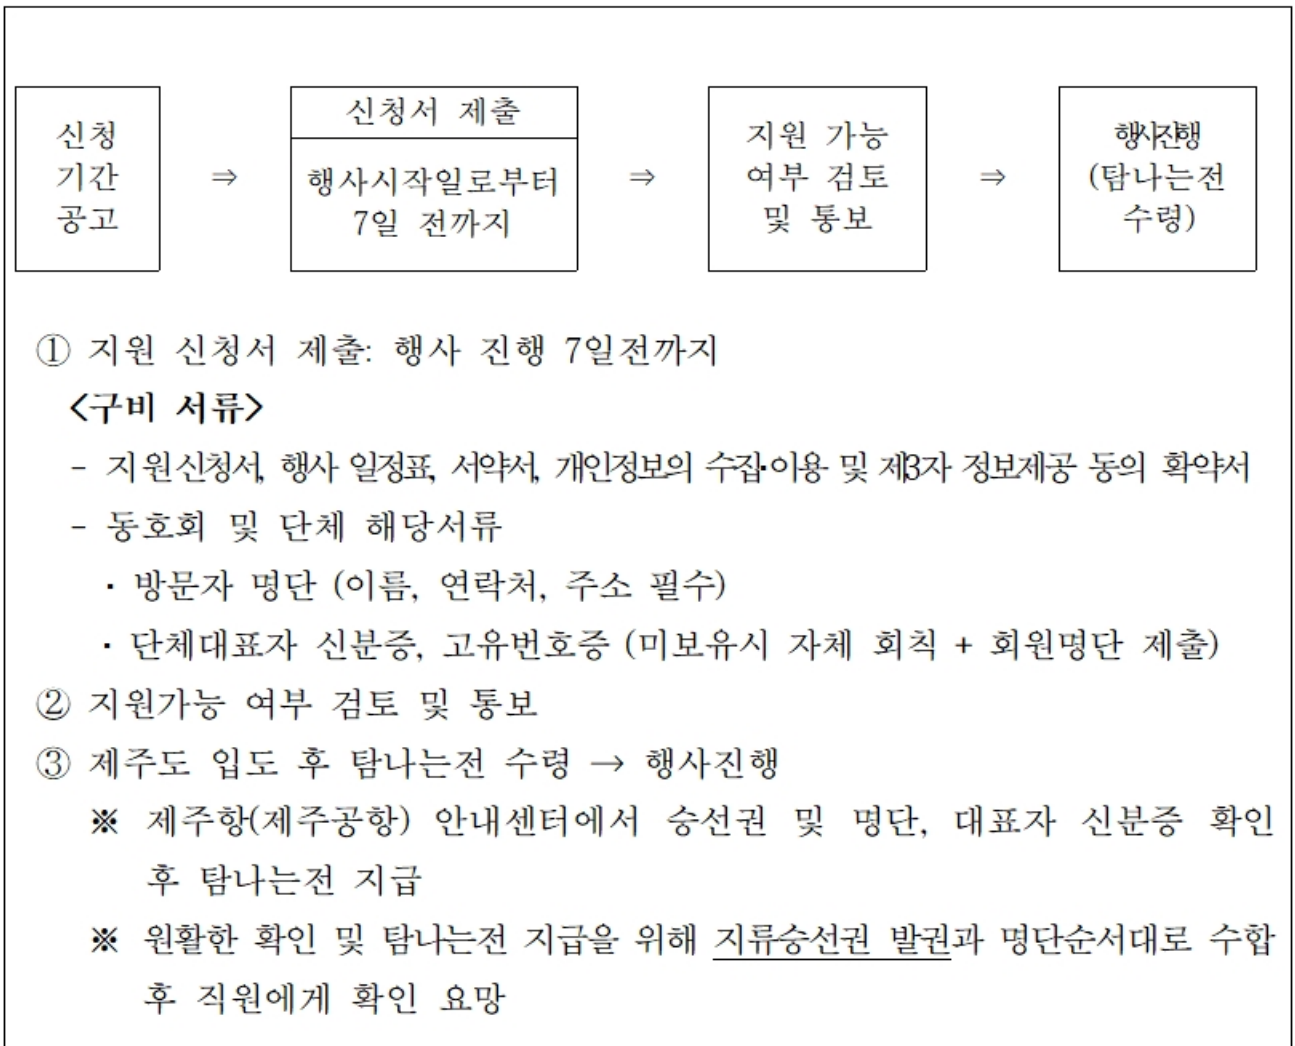 신청
기간
공고
⇒
신청서 제출
행사시작일로부터
7일 전까지
⇒
지원 가능
여부 검토
및 통보
⇒
행사진행
(탐나는전
수령)
① 지원 신청서 제출: 행사 진행 7일전까지
<구비 서류>
- 지원신청서, 행사 일정표, 서약서, 개인정보의 수집·이용 및 제3자 정보제공 동의 확약서
- 동호회 및 단체 해당서류
· 방문자 명단 (이름, 연락처, 주소 필수)
· 단체대표자 신분증, 고유번호증 (미보유시 자체 회칙 + 회원명단 제출)
② 지원가능 여부 검토 및 통보
③ 제주도 입도 후 탐나는전 수령 → 행사진행
※ 제주항(제주공항) 안내센터에서 승선권 및 명단, 대표자 신분증 확인
후 탐나는전 지급
※ 원활한 확인 및 탐나는전 지급을 위해 지류승선권 발권과 명단순서대로 수합
후 직원에게 확인 요망